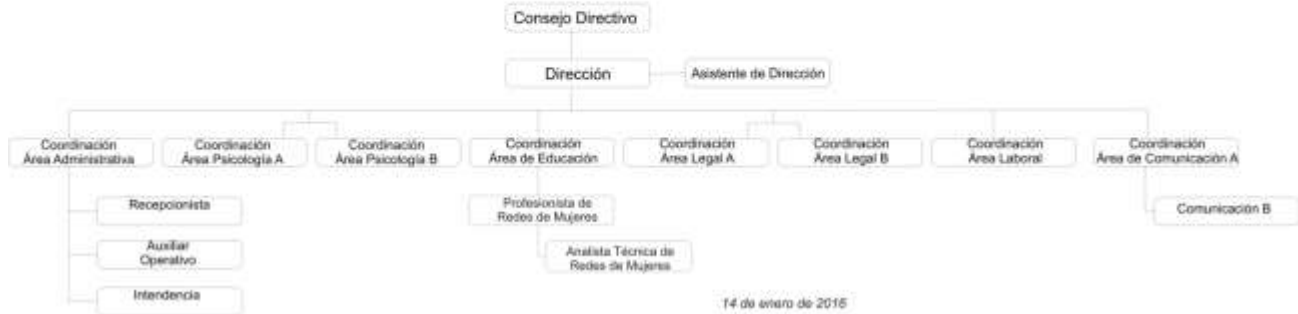 Consejo Directivo
Dirección
Asistente de Dirección
Coordinación
Área Administrativa
Coordinación
Área Psicología A
Coordinación
Área Psicología B
Coordinación
Área de Educación
Coordinación
Área Legal A
Coordinación
Área Legal B
Coordinación
Área Laboral
Coordinación
Área de Comunicación A
Recepcionista
Auxiliar
Operativo
Intendencia
Profesionista de
Redes de Mujeres
Analista Técnica de
Redes de Mujeres
Comunicación B
14 de enero de 2016